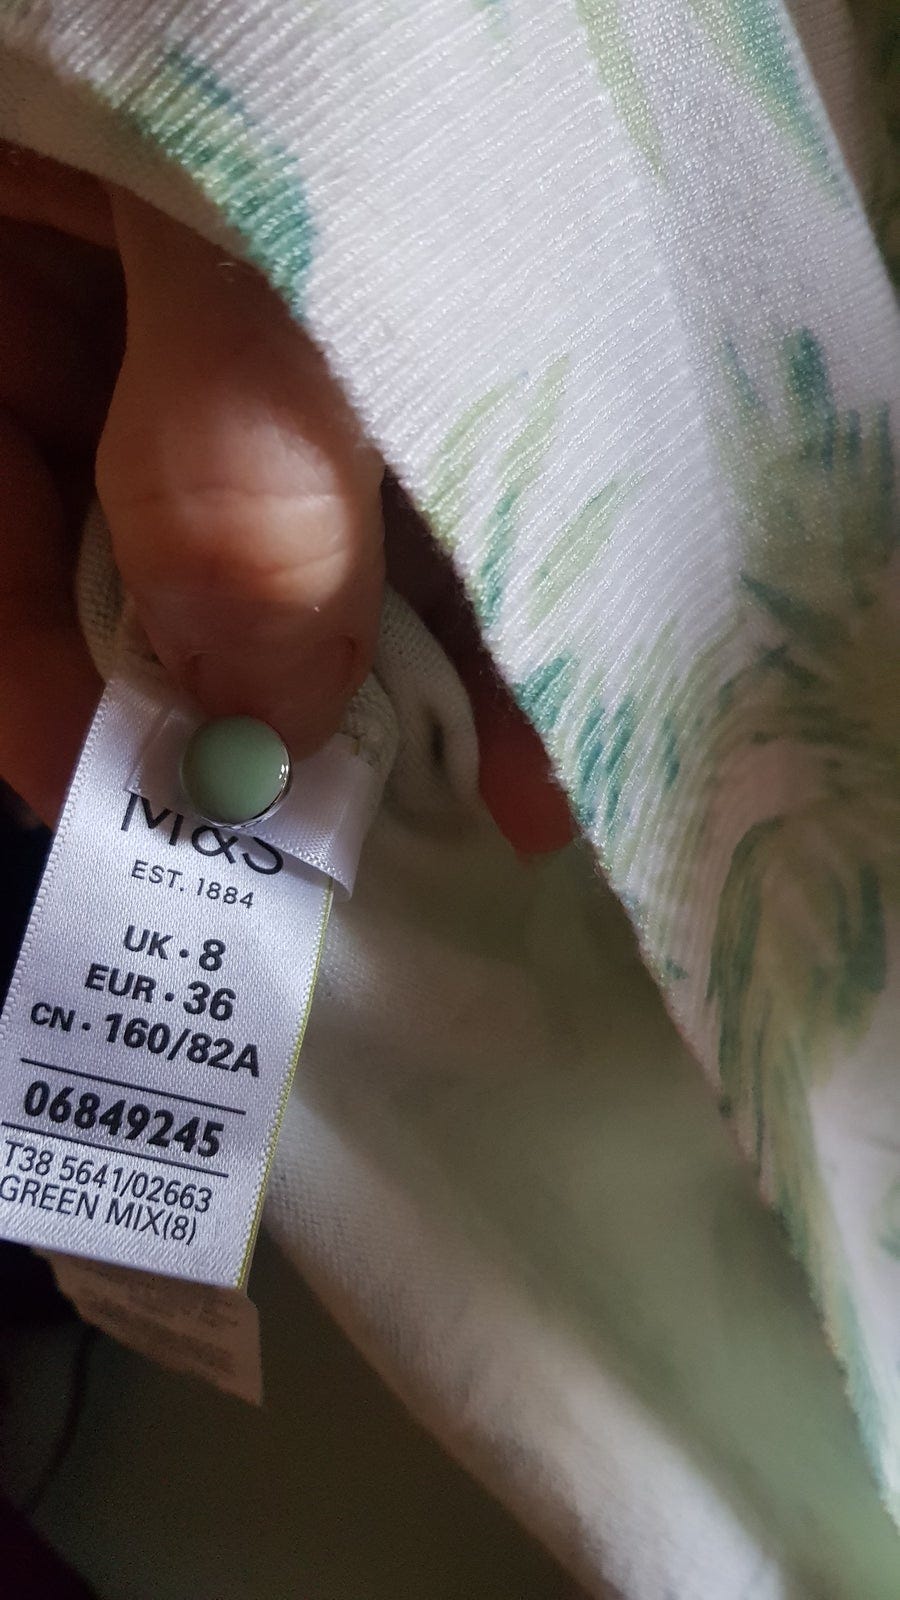 M&S
EST. 1884
UK · 8
EUR · 36
CN · 160/82A
06849245
T38 5641/02663
GREEN MIX(8)